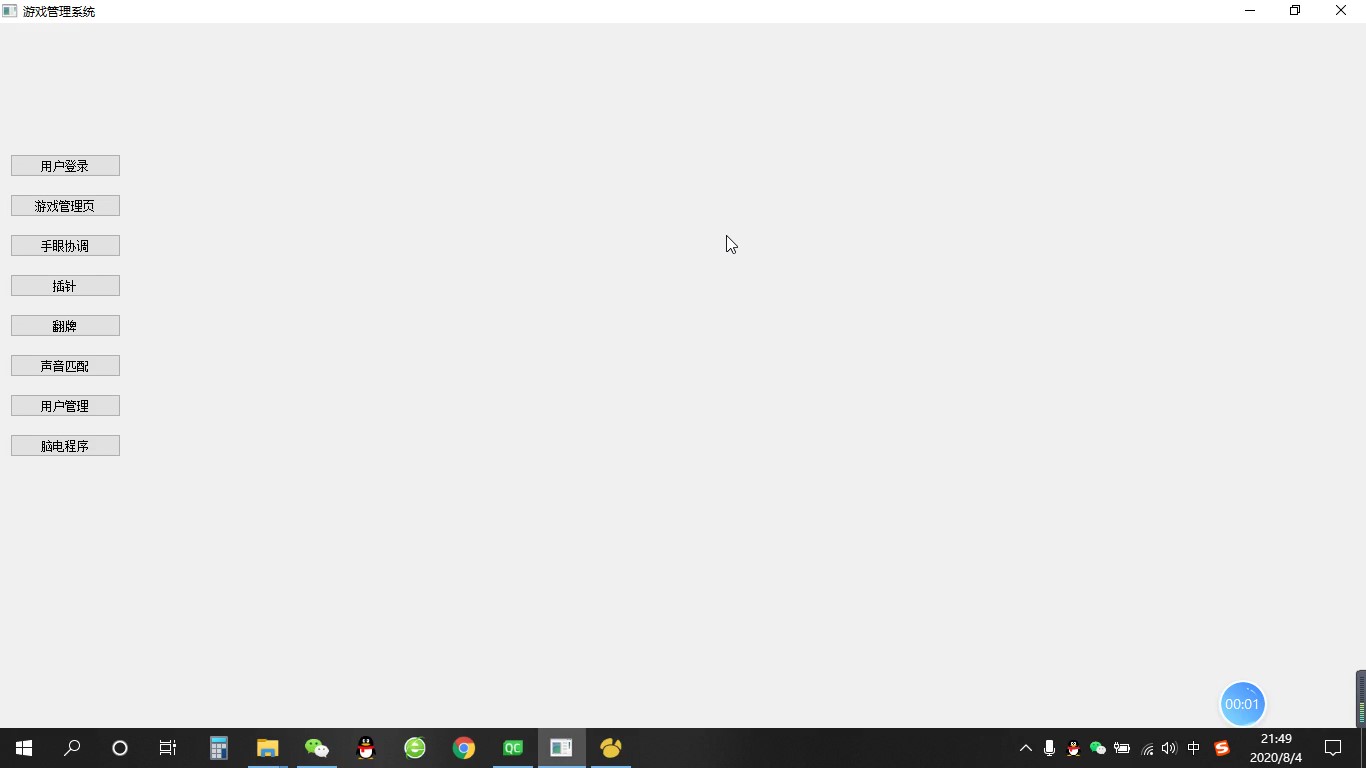 游戏管理系统
用户登录
游戏管理页
手眼协调
插针
翻牌
声音匹配
用户管理
脑电程序
00:01
QC
中
21:49
2020/8/4